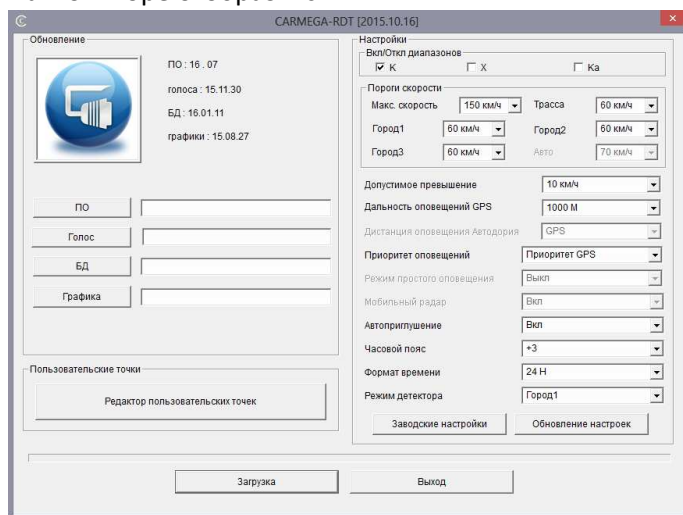 CARMEGA-RDT [2015.10.16]
Обновление
ПО : 16 . 07
голоса : 15.11.30
БД : 16.01.11
графики : 15.08.27
ПО
Голос
БД
Графика
Пользовательские точки
Редактор пользовательских точек
Настройки
Вкл/Откл диапазонов
K X Ka
Пороги скорости
Макс. скорость 150 км/ч Трасса 60 км/ч
Город1 60 км/ч Город2 60 км/ч
Город3 60 км/ч Авто 70 км/ч
Допустимое превышение 10 км/ч
Дальность оповещений GPS 1000 М
Дистанция оповещения Автодория GPS
Приоритет оповещений Приоритет GPS
Режим простого оповещения Выкл
Мобильный радар Вкл
Автоприглушение Вкл
Часовой пояс +3
Формат времени 24 Н
Режим детектора Город1
Заводские настройки Обновление настроек
Загрузка Выход